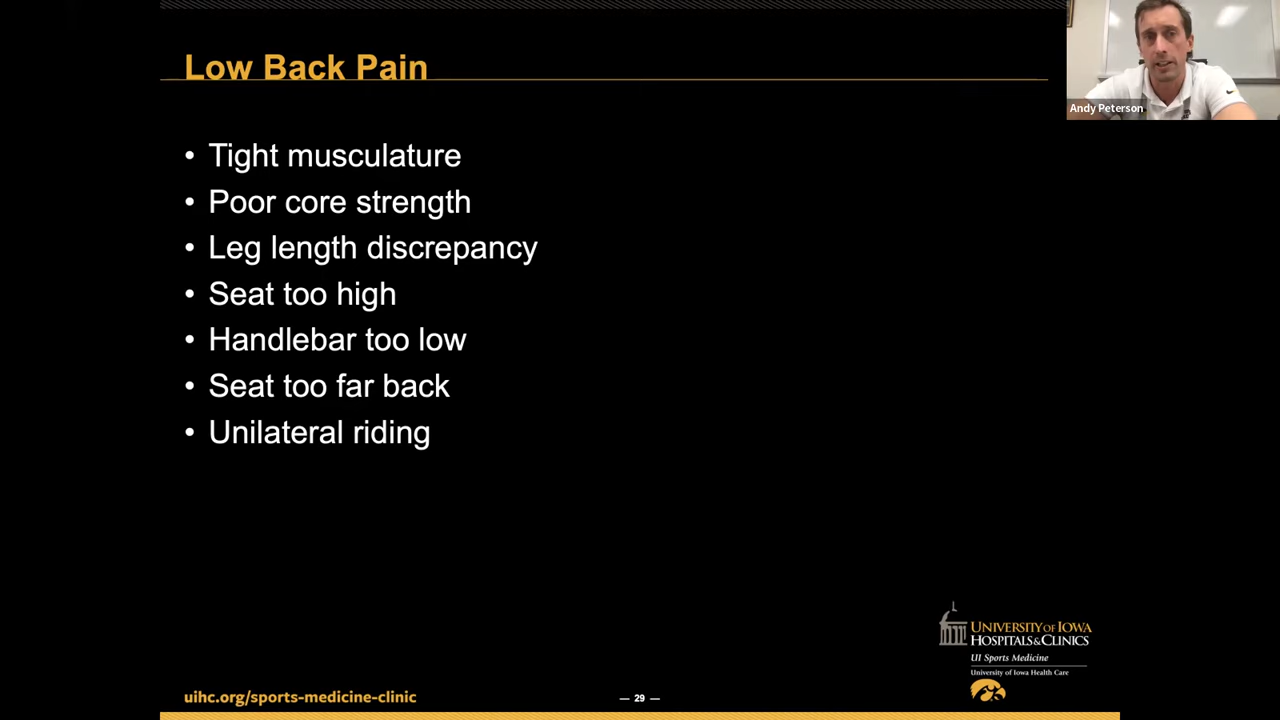 Low Back Pain
Andy Peterson
• Tight musculature
• Poor core strength
• Leg length discrepancy
• Seat too high
• Handlebar too low
• Seat too far back
• Unilateral riding
UNIVERSITY OF IOWA
HOSPITALS & CLINICS
UI Sports Medicine
University of Iowa Health Care
uihc.org/sports-medicine-clinic
— 29 —